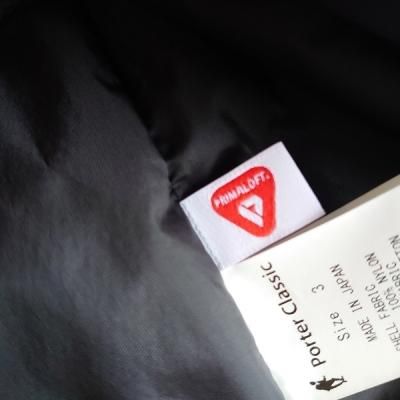 PRIMALOFT®
Porter Classic
Size 3
MADE IN JAPAN
SHELL FABRIC
100% NYLON